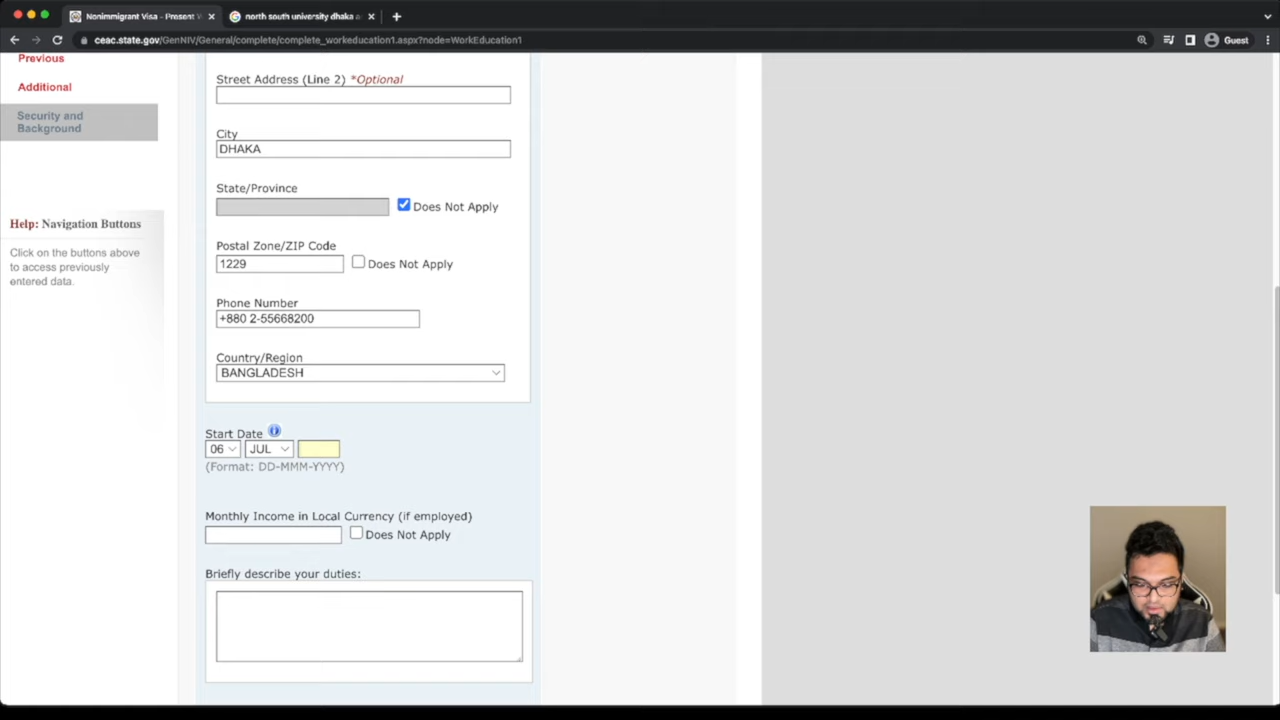 Nonimmigrant Visa - Present
north south university dhaka a
ceac.state.gov/GenNIV/General/complete/complete_workeducation1.aspx?node=WorkEducation1
Guest
Previous
Additional
Security and
Background
Help: Navigation Buttons
Click on the buttons above
to access previously
entered data.
Street Address (Line 2) *Optional
City
DHAKA
State/Province
Does Not Apply
Postal Zone/ZIP Code
1229
Does Not Apply
Phone Number
+880 2-55668200
Country/Region
BANGLADESH
Start Date
06 JUL
(Format: DD-MMM-YYYY)
Monthly Income in Local Currency (if employed)
Does Not Apply
Briefly describe your duties: